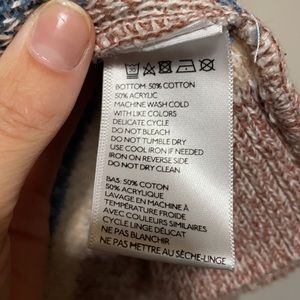 BOTTOM: 50% COTTON
50% ACRYLIC
MACHINE WASH COLD
WITH LIKE COLORS
DELICATE CYCLE
DO NOT BLEACH
DO NOT TUMBLE DRY
USE COOL IRON IF NEEDED
IRON ON REVERSE SIDE
DO NOT DRY CLEAN
BAS: 50% COTON
50% ACRYLIQUE
LAVAGE EN MACHINE À
TEMPÉRATURE FROIDE
AVEC COULEURS SIMILAIRES
CYCLE LINGE DÉLICAT
NE PAS BLANCHIR
NE PAS METTRE AU SÈCHE-LINGE